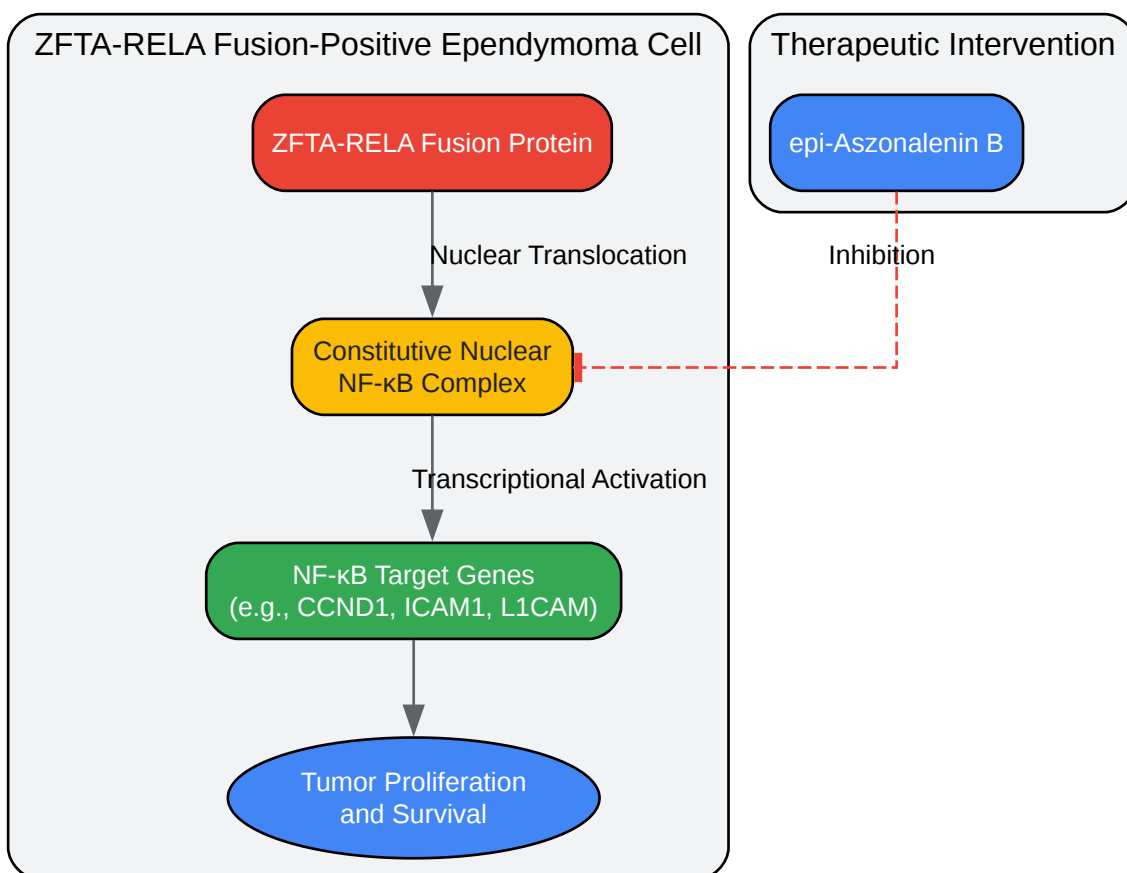 ZFTA-RELA Fusion-Positive Ependymoma Cell
Therapeutic Intervention
ZFTA-RELA Fusion Protein
epi-Aszonalenin B
Nuclear Translocation
Inhibition
Constitutive Nuclear
NF-κB Complex
Transcriptional Activation
NF-κB Target Genes
(e.g., CCND1, ICAM1, L1CAM)
Tumor Proliferation
and Survival